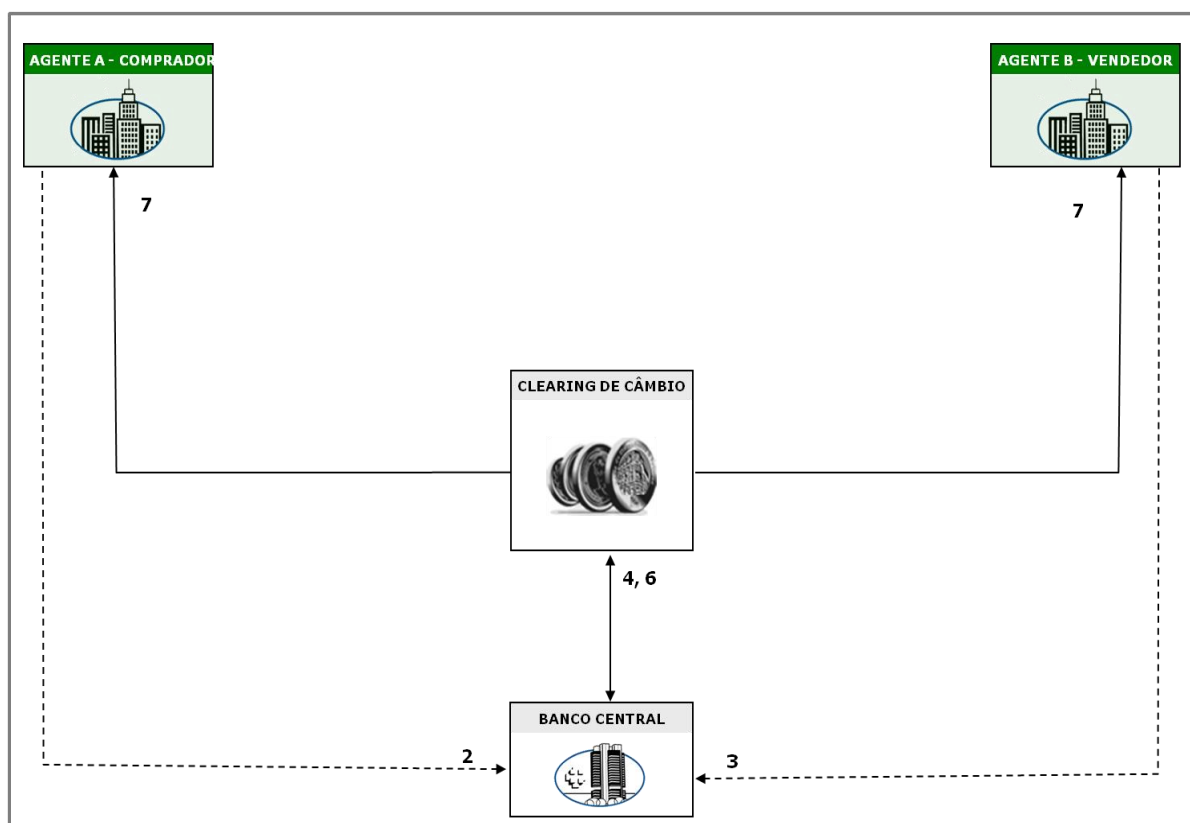 AGENTE A - COMPRADOR
AGENTE B - VENDEDOR
7
7
CLEARING DE CÂMBIO
4, 6
BANCO CENTRAL
2
3